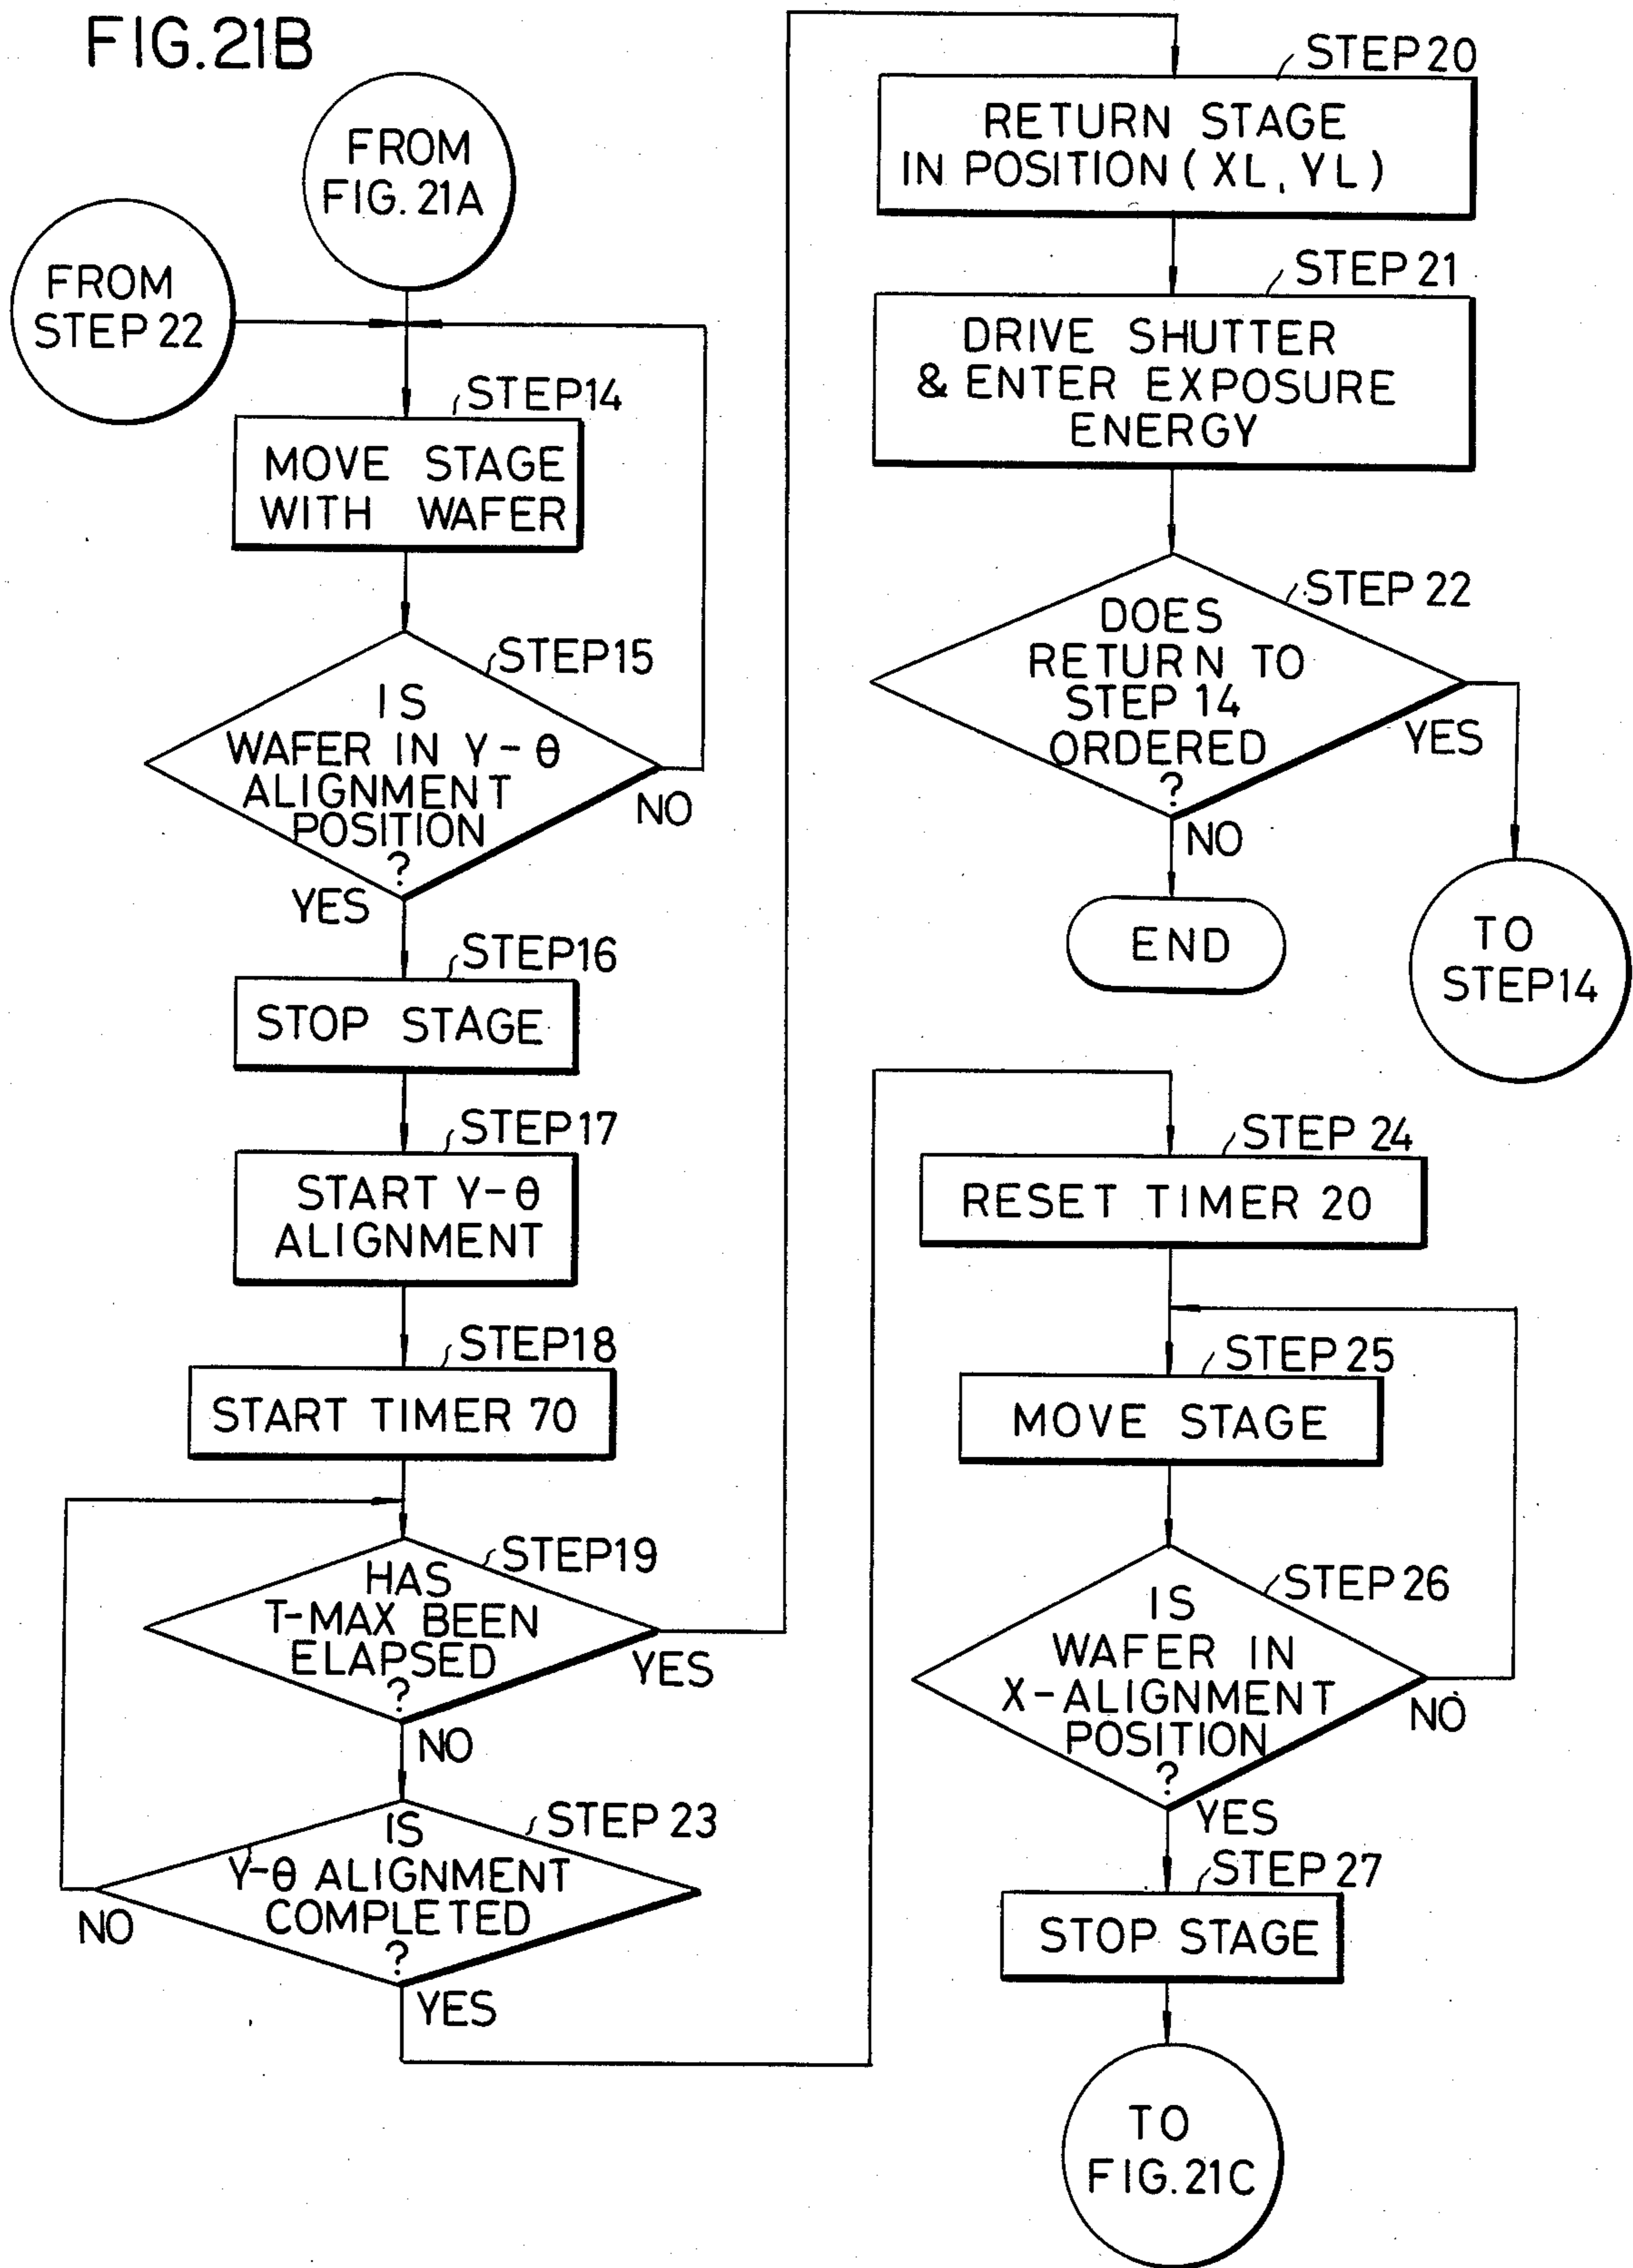 FIG.21B
FROM
FIG. 21A
FROM
STEP 22
STEP14
MOVE STAGE
WITH WAFER
STEP15
IS
WAFER IN Y-θ
ALIGNMENT
POSITION
?
NO
YES
STEP16
STOP STAGE
STEP17
START Y-θ
ALIGNMENT
STEP18
START TIMER 70
STEP19
HAS
T-MAX BEEN
ELAPSED
?
YES
NO
STEP 23
IS
Y-θ ALIGNMENT
COMPLETED
?
NO
YES
STEP20
RETURN STAGE
IN POSITION (XL, YL)
STEP 21
DRIVE SHUTTER
& ENTER EXPOSURE
ENERGY
STEP 22
DOES
RETURN TO
STEP 14
ORDERED
?
YES
NO
END
TO
STEP14
STEP 24
RESET TIMER 20
STEP 25
MOVE STAGE
STEP 26
IS
WAFER IN
X-ALIGNMENT
POSITION
?
NO
YES
STEP 27
STOP STAGE
TO
FIG.21C